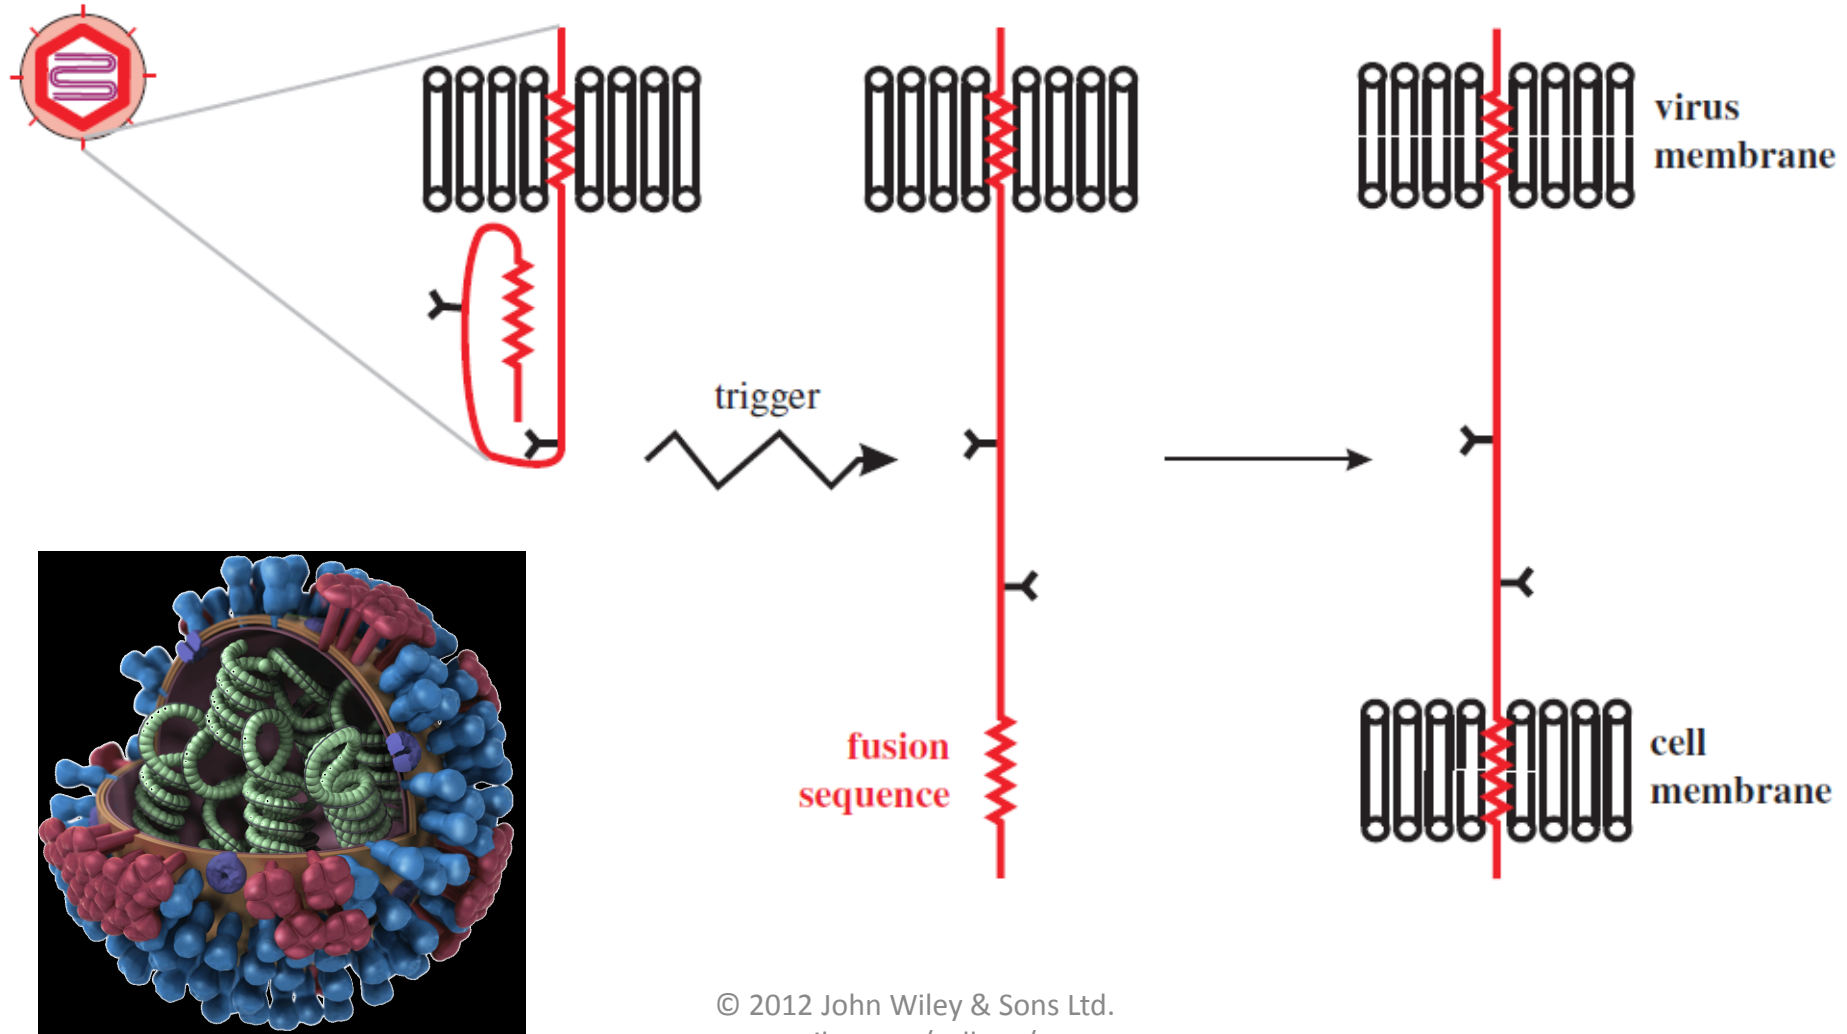 virus
membrane
trigger
fusion
sequence
cell
membrane
© 2012 John Wiley & Sons Ltd.